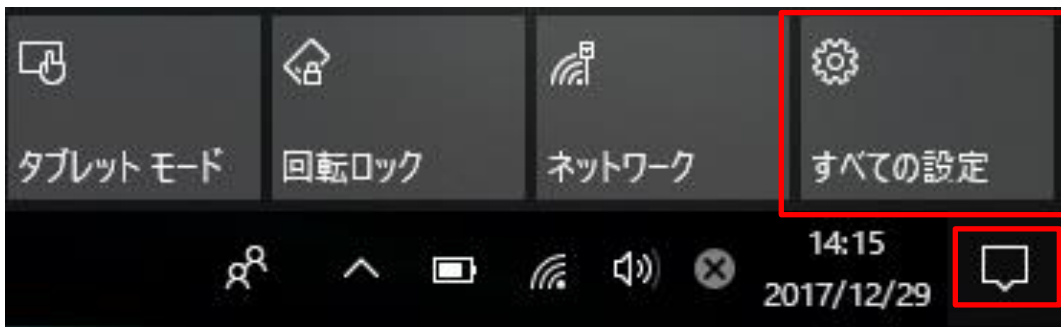 タブレット モード
回転ロック
ネットワーク
すべての設定
14:15
2017/12/29